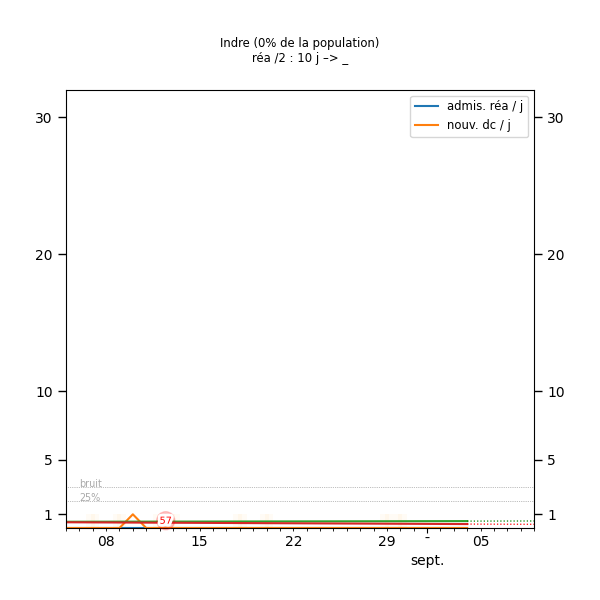 Indre (0% de la population)
réa /2 : 10 j –> _
admis. réa / j
nouv. dc / j
30 30
20 20
10 10
5 5
bruit
25%
1 57 1
08 15 22 29 - 05
sept.